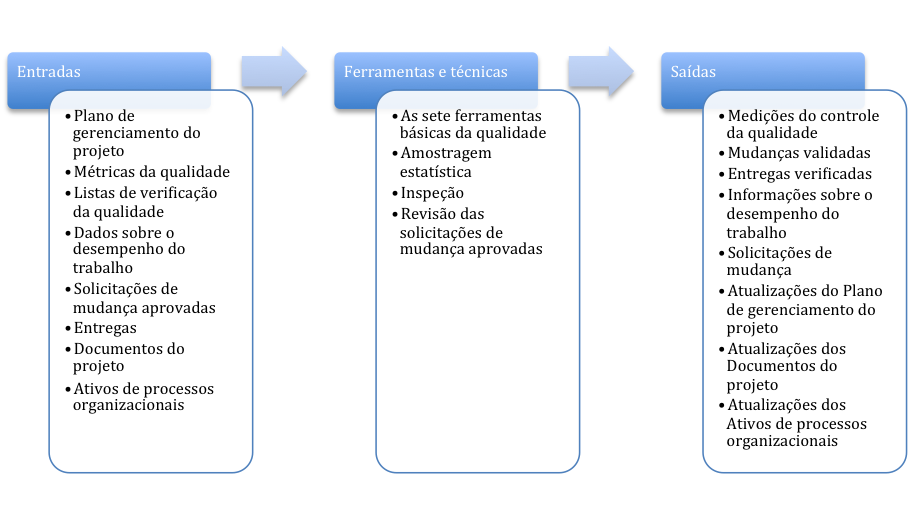 Entradas
•Plano de
gerenciamento do
projeto
•Métricas da qualidade
•Listas de verificação
da qualidade
•Dados sobre o
desempenho do
trabalho
•Solicitações de
mudança aprovadas
•Entregas
•Documentos do
projeto
•Ativos de processos
organizacionais
Ferramentas e técnicas
•As sete ferramentas
básicas da qualidade
•Amostragem
estatística
•Inspeção
•Revisão das
solicitações de
mudança aprovadas
Saídas
•Medições do controle
da qualidade
•Mudanças validadas
•Entregas verificadas
•Informações sobre o
desempenho do
trabalho
•Solicitações de
mudança
•Atualizações do Plano
de gerenciamento do
projeto
•Atualizações dos
Documentos do
projeto
•Atualizações dos
Ativos de processos
organizacionais